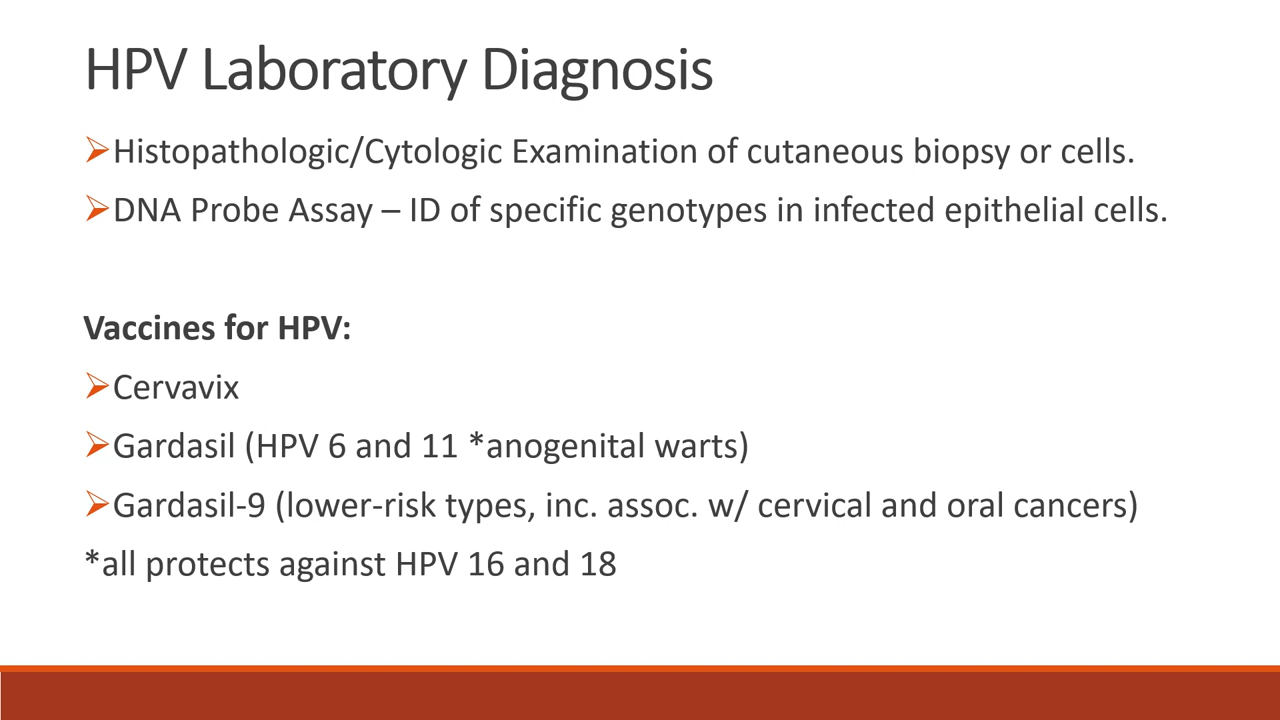 HPV Laboratory Diagnosis
➢Histopathologic/Cytologic Examination of cutaneous biopsy or cells.
➢DNA Probe Assay – ID of specific genotypes in infected epithelial cells.
Vaccines for HPV:
➢Cervavix
➢Gardasil (HPV 6 and 11 *anogenital warts)
➢Gardasil-9 (lower-risk types, inc. assoc. w/ cervical and oral cancers)
*all protects against HPV 16 and 18